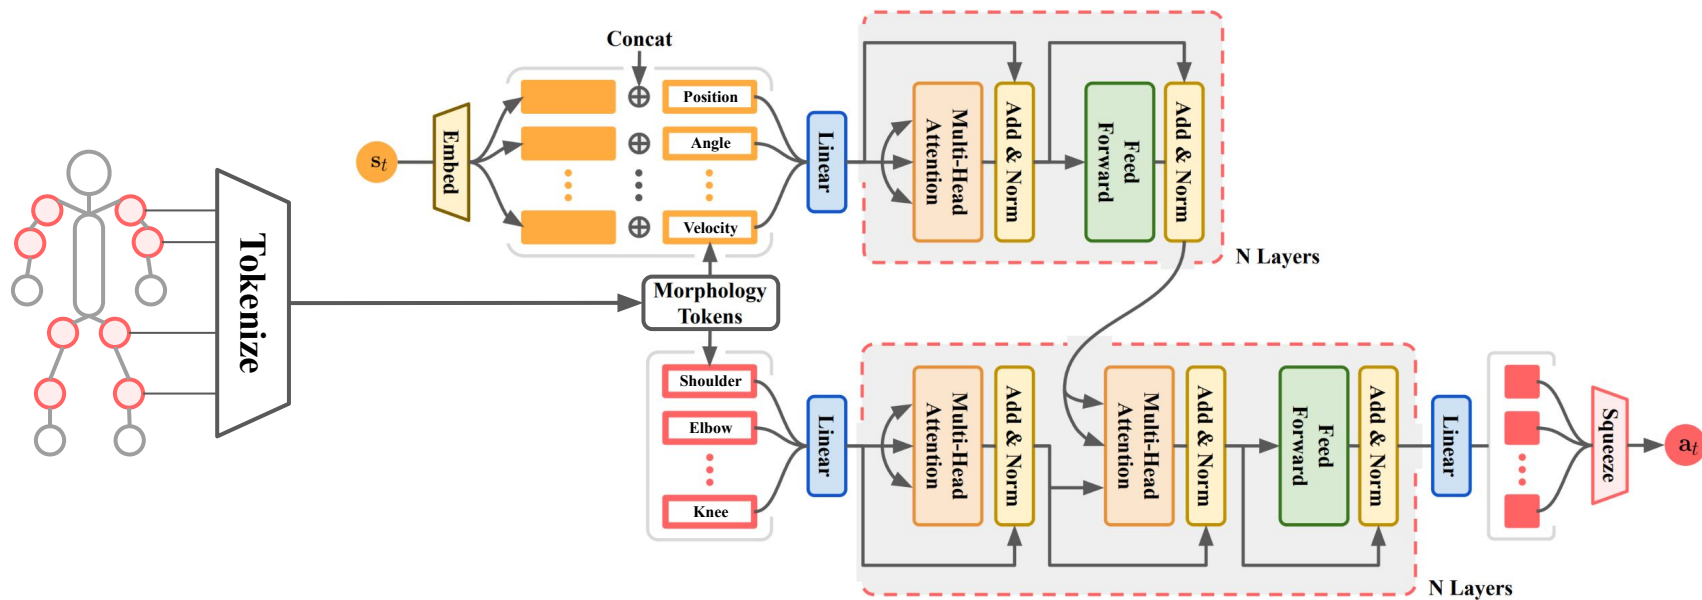 Concat
s_t
Embed
Position
Angle
Velocity
Linear
Multi-Head
Attention
Add & Norm
Feed
Forward
Add & Norm
N Layers
Tokenize
Morphology
Tokens
Shoulder
Elbow
Knee
Linear
Multi-Head
Attention
Add & Norm
Multi-Head
Attention
Add & Norm
Feed
Forward
Add & Norm
Linear
Squeeze
a_t
N Layers